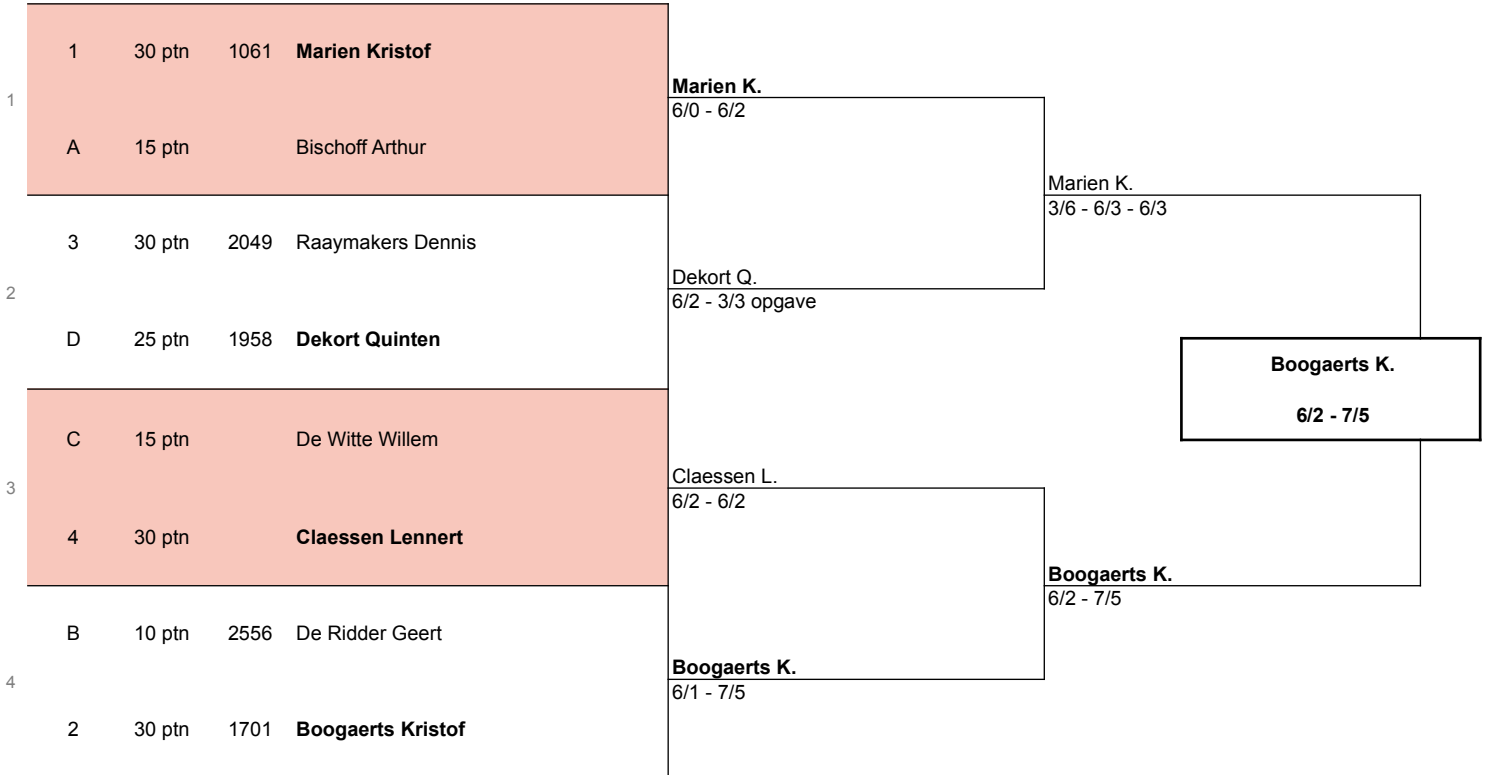 1 30 ptn 1061 Marien Kristof
Marien K.
1
6/0 - 6/2
A 15 ptn Bischoff Arthur
Marien K.
3/6 - 6/3 - 6/3
3 30 ptn 2049 Raaymakers Dennis
Dekort Q.
2
6/2 - 3/3 opgave
D 25 ptn 1958 Dekort Quinten
Boogaerts K.
6/2 - 7/5
C 15 ptn De Witte Willem
Claessen L.
3
6/2 - 6/2
4 30 ptn Claessen Lennert
Boogaerts K.
6/2 - 7/5
B 10 ptn 2556 De Ridder Geert
Boogaerts K.
4
6/1 - 7/5
2 30 ptn 1701 Boogaerts Kristof